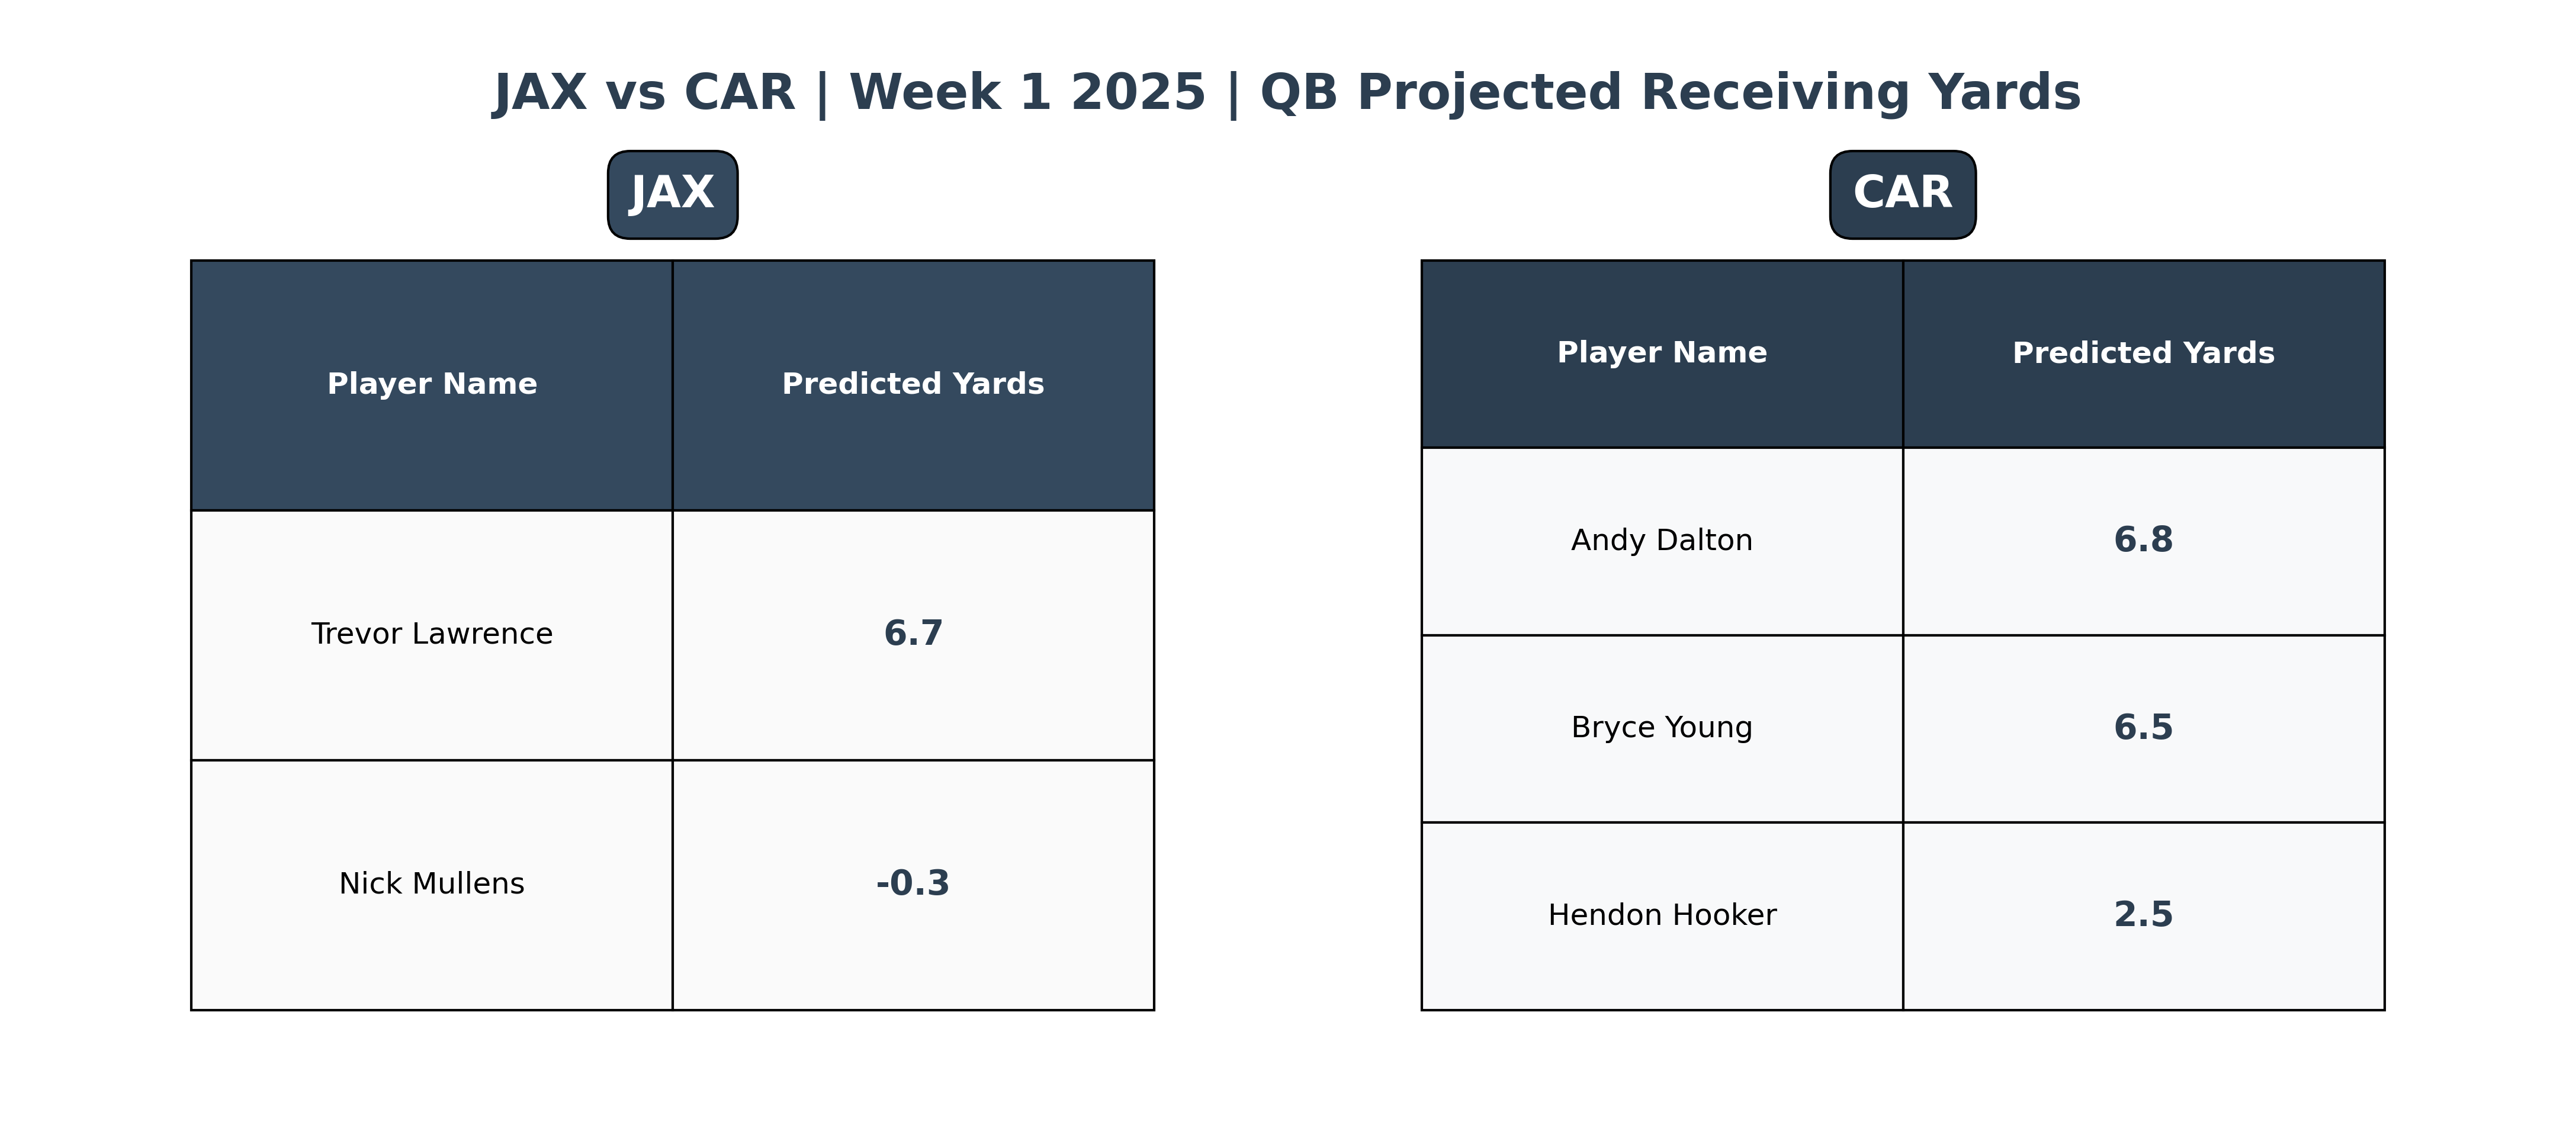 JAX vs CAR | Week 1 2025 | QB Projected Receiving Yards
JAX
Player Name Predicted Yards
Trevor Lawrence 6.7
Nick Mullens -0.3
CAR
Player Name Predicted Yards
Andy Dalton 6.8
Bryce Young 6.5
Hendon Hooker 2.5